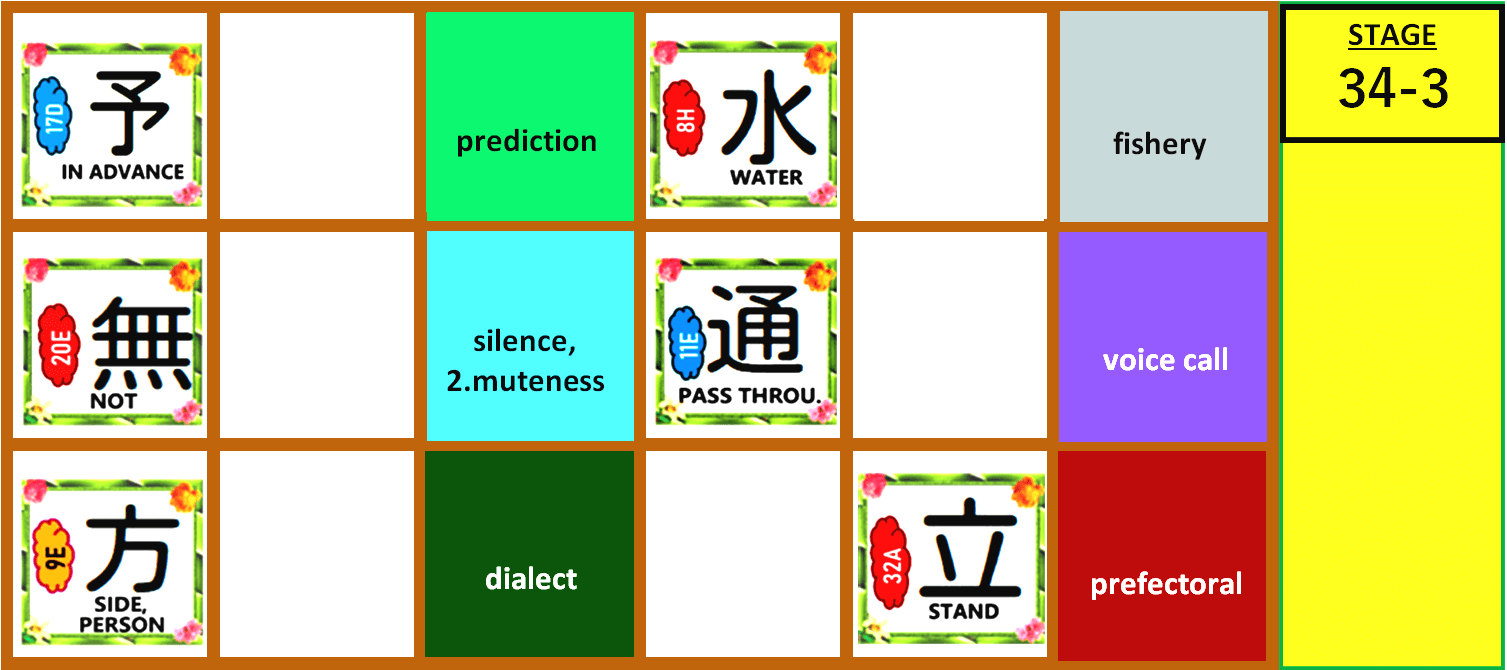 17D
予
IN ADVANCE
prediction
8H
水
WATER
fishery
STAGE
34-3
20E
無
NOT
silence,
2.muteness
11E
通
PASS THROU.
voice call
9E
方
SIDE,
PERSON
dialect
32A
立
STAND
prefectoral